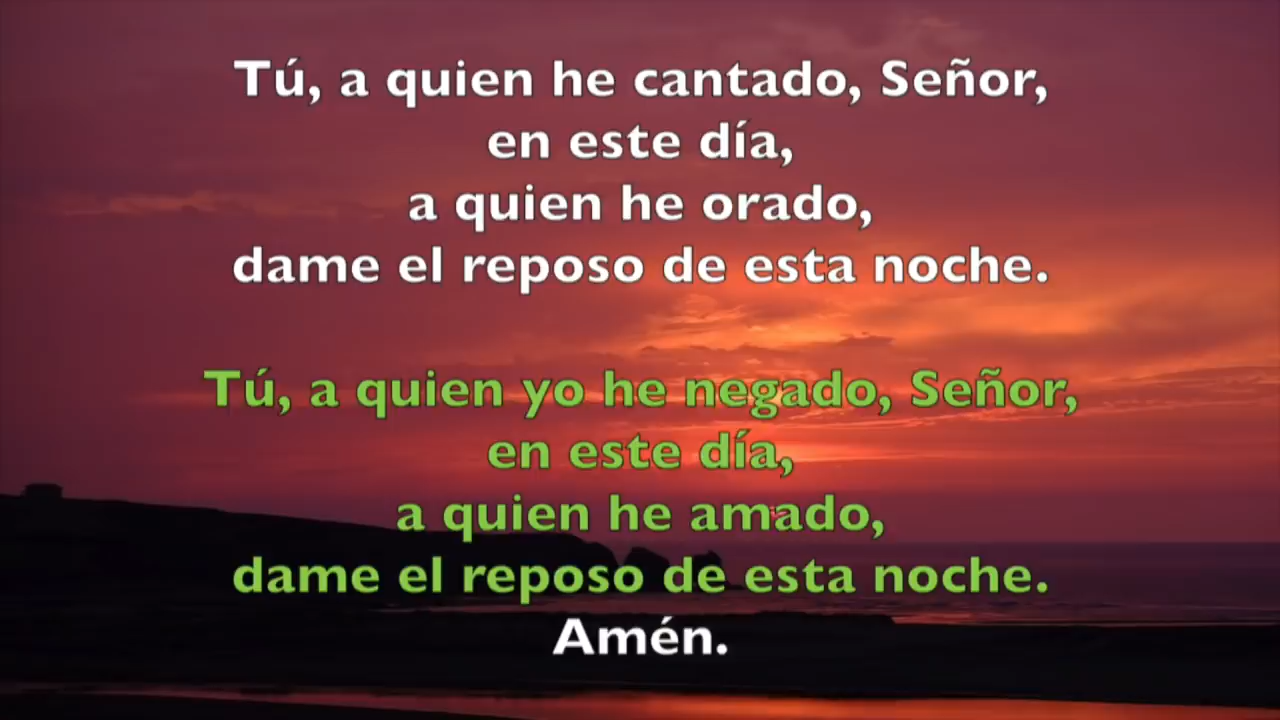 Tú, a quien he cantado, Señor,
en este día,
a quien he orado,
dame el reposo de esta noche.
Tú, a quien yo he negado, Señor,
en este día,
a quien he amado,
dame el reposo de esta noche.
Amén.